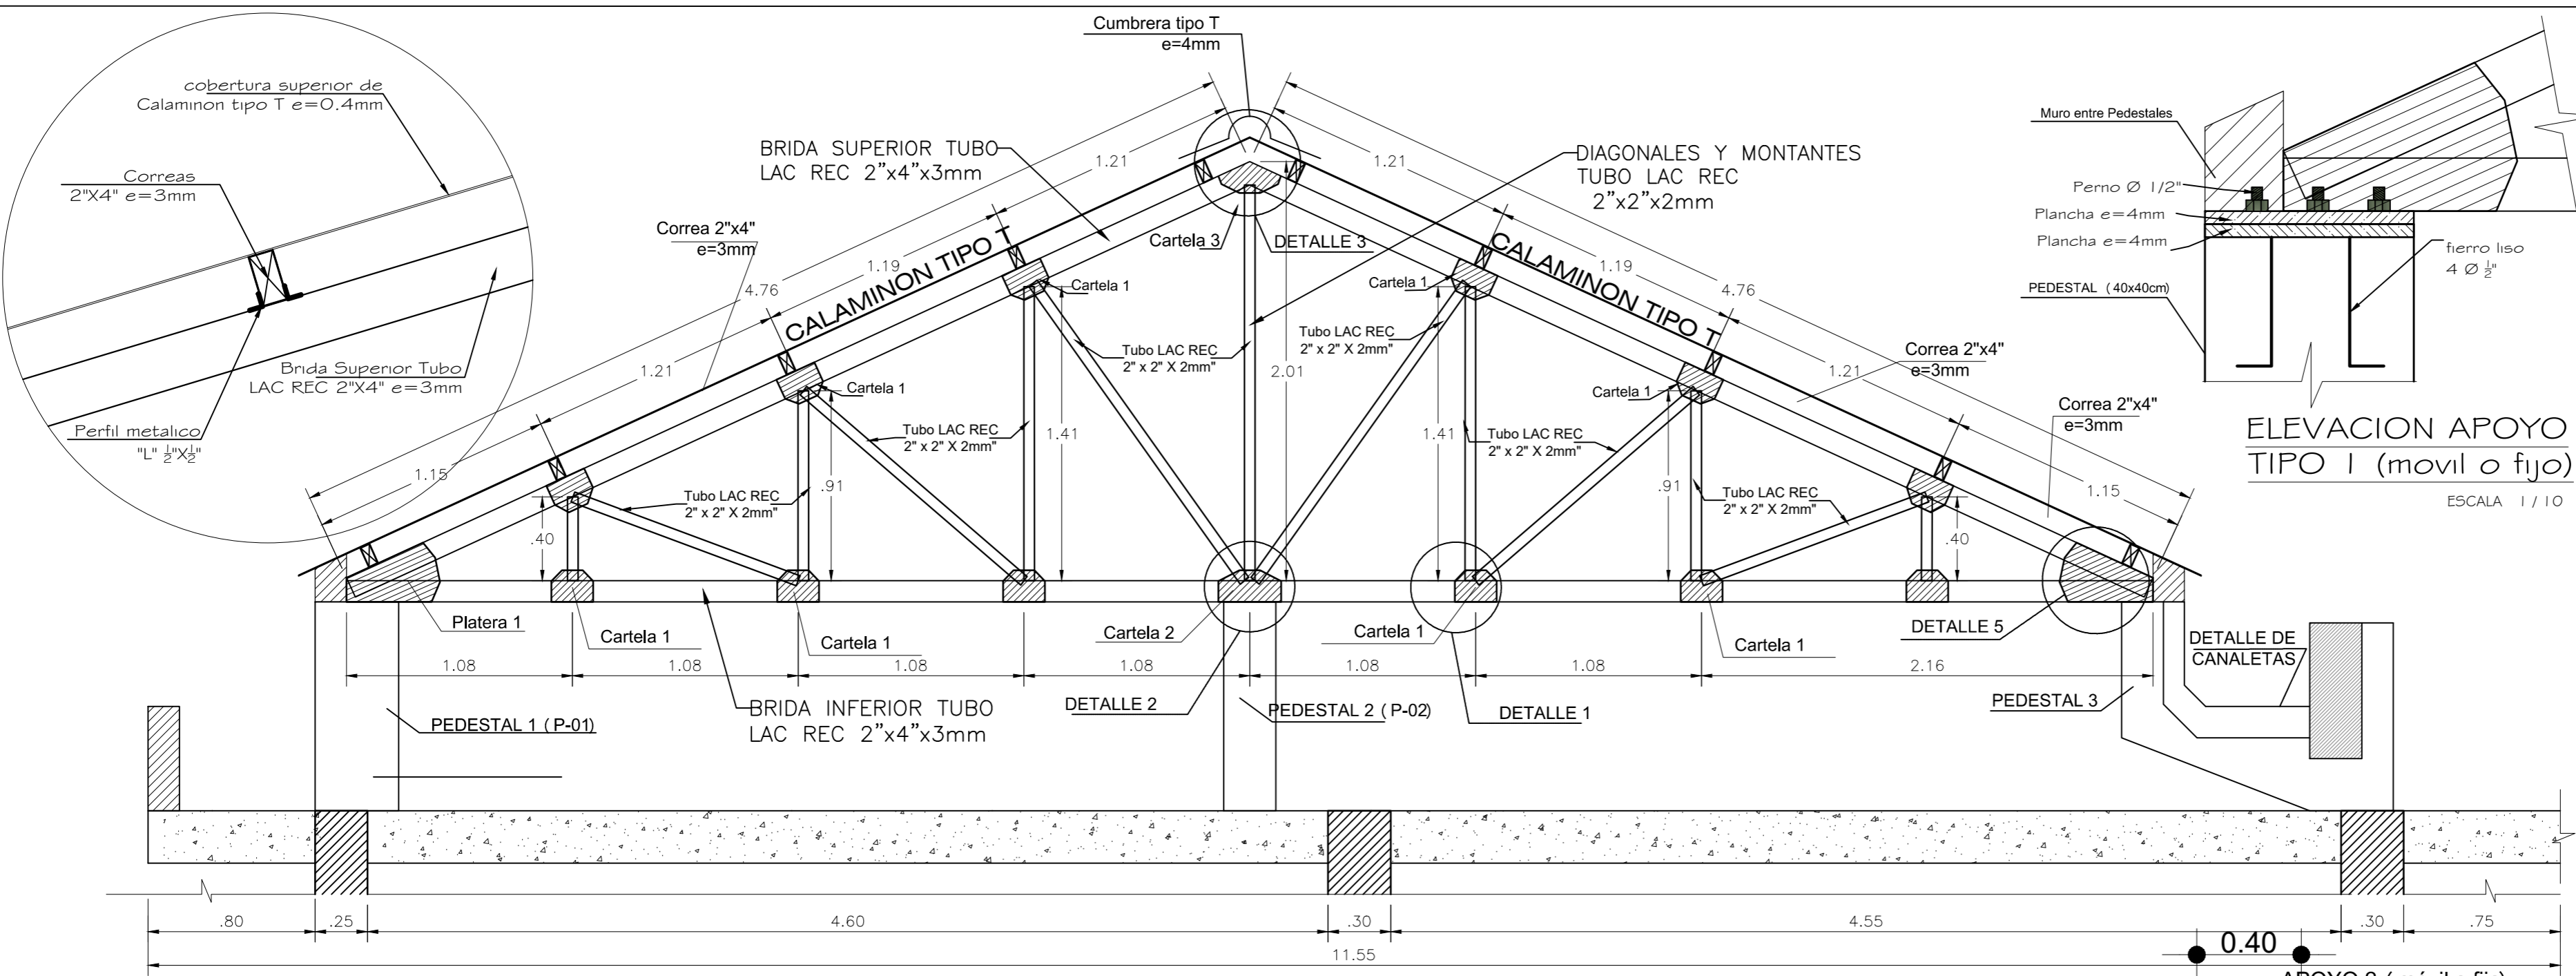 cobertura superior de
Calaminon tipo T e=0.4mm
Correas
2"X4" e=3mm
Brida Superior Tubo
LAC REC 2"X4" e=3mm
Perfil metalico
"L" ½"X½"
Cumbrera tipo T
e=4mm
BRIDA SUPERIOR TUBO
LAC REC 2"x4"x3mm
DIAGONALES Y MONTANTES
TUBO LAC REC
2"x2"x2mm
Correa 2"x4"
e=3mm
CALAMINON TIPO T
CALAMINON TIPO T
Cartela 3
DETALLE 3
1.21
1.19
4.76
1.21
1.15
1.21
1.19
4.76
1.21
1.15
Cartela 1
Cartela 1
Cartela 1
Cartela 1
Tubo LAC REC
2" x 2" X 2mm"
Tubo LAC REC
2" x 2" X 2mm"
Tubo LAC REC
2" x 2" X 2mm"
Tubo LAC REC
2" x 2" X 2mm"
Tubo LAC REC
2" x 2" X 2mm"
Tubo LAC REC
2" x 2" X 2mm"
Tubo LAC REC
2" x 2" X 2mm"
Correa 2"x4"
e=3mm
Correa 2"x4"
e=3mm
.40
.91
1.41
2.01
1.41
.91
.40
Platera 1
Cartela 1
Cartela 1
Cartela 2
Cartela 1
Cartela 1
DETALLE 5
DETALLE DE
CANALETAS
1.08
1.08
1.08
1.08
1.08
1.08
2.16
PEDESTAL 1 ( P-01)
BRIDA INFERIOR TUBO
LAC REC 2"x4"x3mm
DETALLE 2
PEDESTAL 2 ( P-02)
DETALLE 1
PEDESTAL 3
.80
.25
4.60
.30
4.55
.30
.75
11.55
Muro entre Pedestales
Perno Ø 1/2"
Plancha e=4mm
Plancha e=4mm
fierro liso
4 Ø ½"
PEDESTAL ( 40x40cm)
ELEVACION APOYO
TIPO 1 (movil o fijo)
ESCALA 1 / 10
0.40